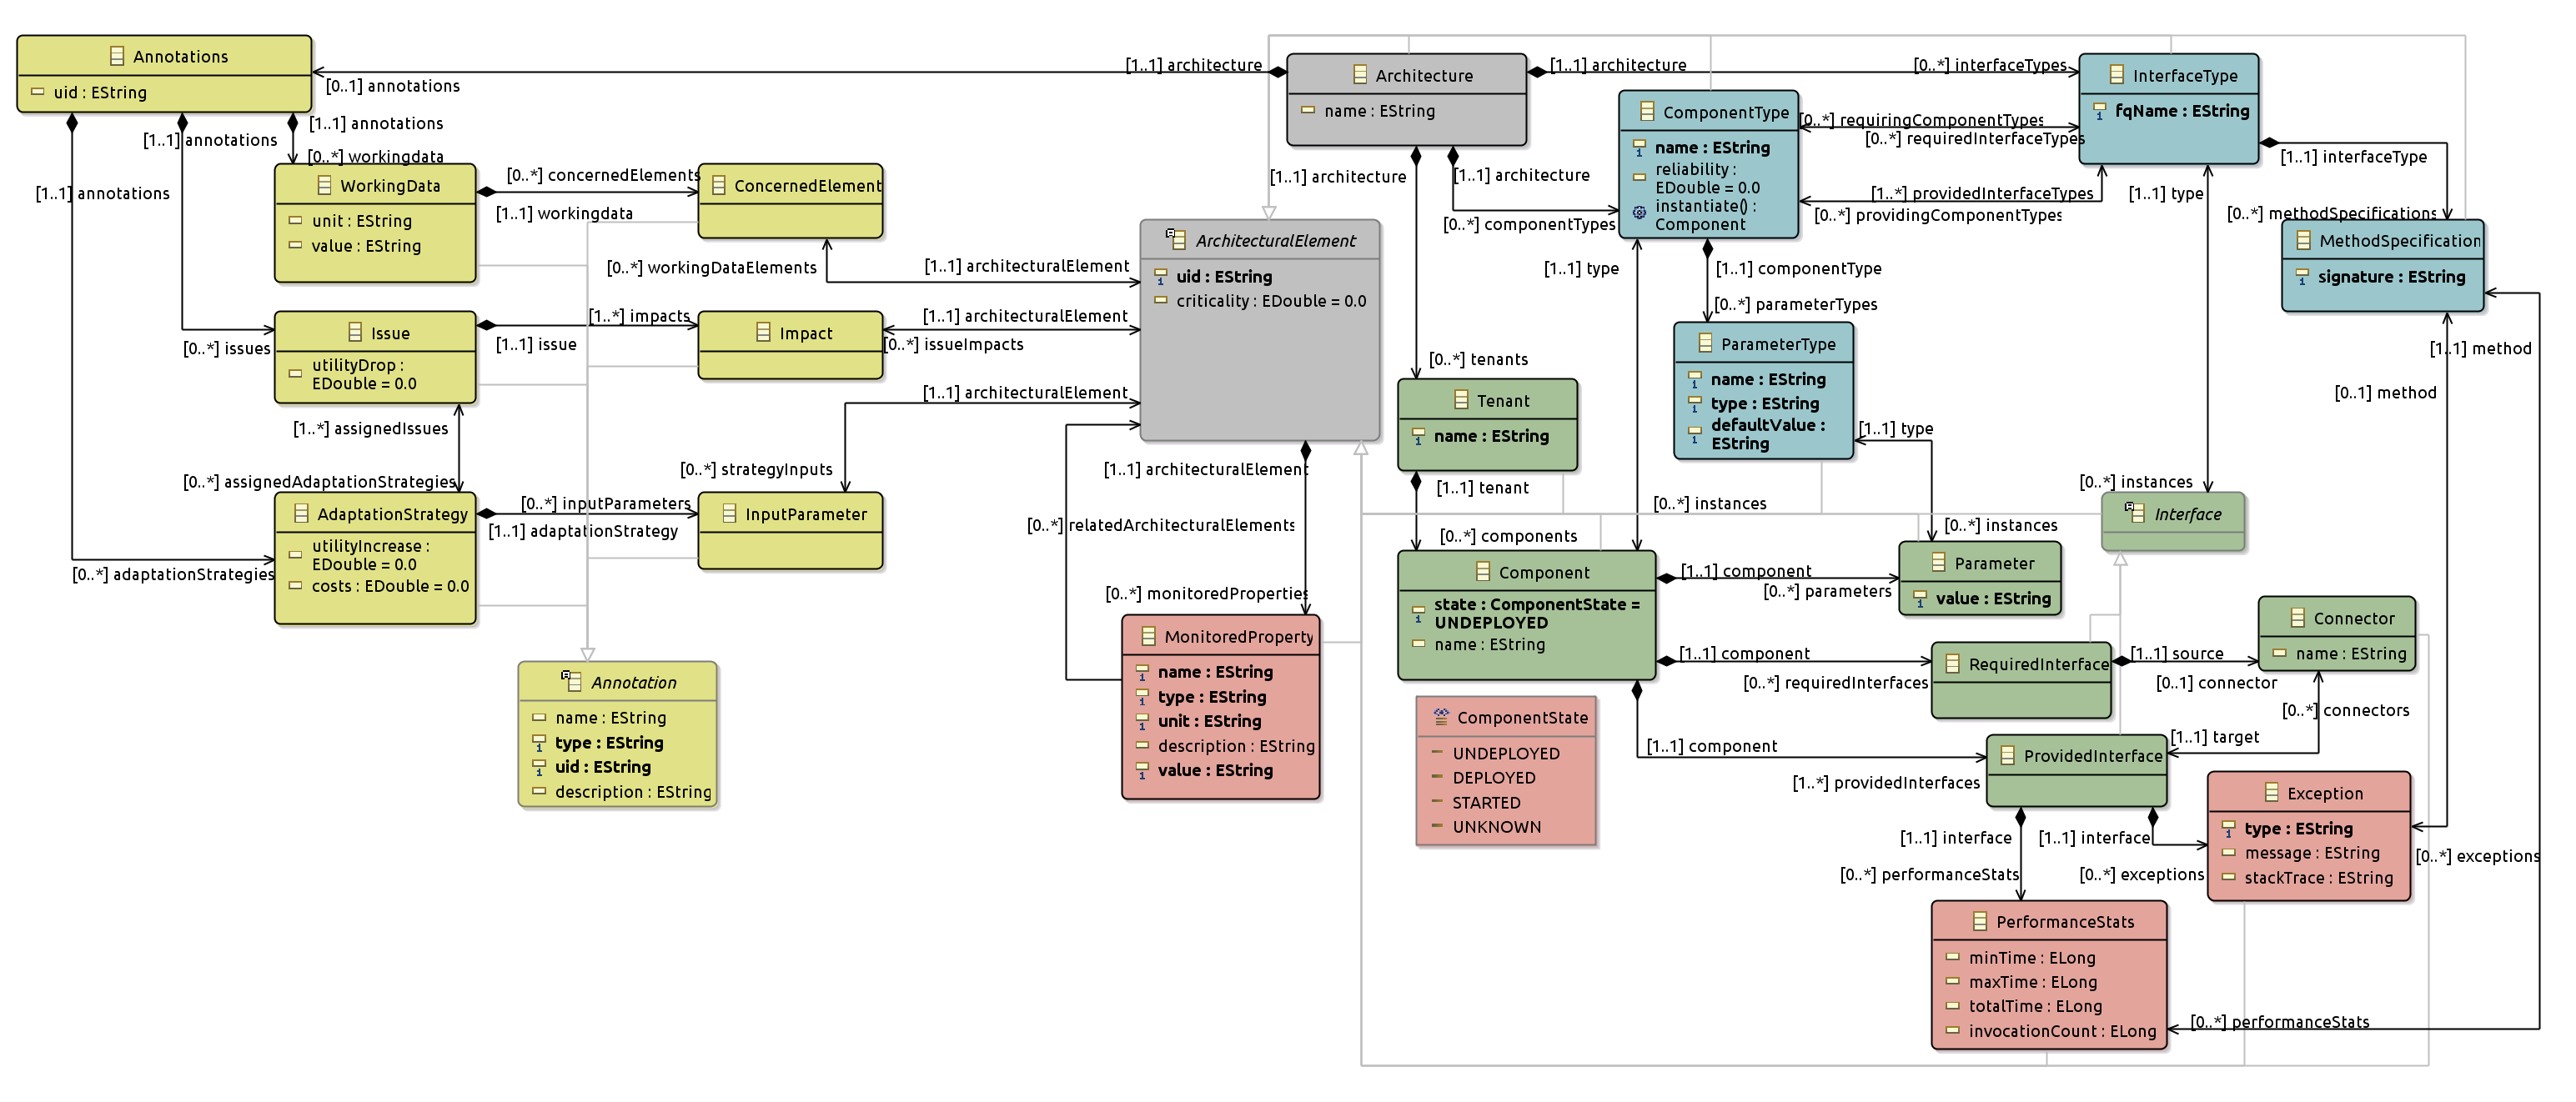 Annotations
uid : EString
[0..1] annotations
[1..1] architecture
Architecture
name : EString
[1..1] architecture
[0..*] interfaceTypes
InterfaceType
fqName : EString
ComponentType
name : EString
reliability :
EDouble = 0.0
instantiate() :
Component
[0..*] requiringComponentTypes
[0..*] requiredInterfaceTypes
[1..*] providedInterfaceTypes
[0..*] providingComponentTypes
[1..1] interfaceType
[0..*] methodSpecifications
MethodSpecification
signature : EString
[1..1] annotations
[1..1] annotations
[1..1] annotations
[0..*] workingdata
WorkingData
unit : EString
value : EString
[0..*] concernedElements
[1..1] workingdata
ConcernedElement
[0..*] workingDataElements
[1..1] architecturalElement
ArchitecturalElement
uid : EString
criticality : EDouble = 0.0
[1..1] architecture
[1..1] architecture
[0..*] componentTypes
[1..1] type
[1..1] type
[1..1] componentType
[0..*] parameterTypes
ParameterType
name : EString
type : EString
defaultValue :
EString
[0..*] issues
Issue
utilityDrop :
EDouble = 0.0
[1..*] impacts
[1..1] issue
Impact
[1..1] architecturalElement
[0..*] issueImpacts
[1..1] architecturalElement
[0..*] tenants
Tenant
name : EString
[1..1] tenant
[1..1] type
[1..1] method
[0..1] method
[1..*] assignedIssues
[0..*] assignedAdaptationStrategies
[0..*] strategyInputs
AdaptationStrategy
utilityIncrease :
EDouble = 0.0
costs : EDouble = 0.0
[0..*] adaptationStrategies
[0..*] inputParameters
[1..1] adaptationStrategy
InputParameter
[1..1] architecturalElement
[0..*] relatedArchitecturalElements
[0..*] monitoredProperties
[0..*] instances
[0..*] instances
[0..*] instances
Interface
[0..*] components
Component
state : ComponentState =
UNDEPLOYED
name : EString
[1..1] component
[0..*] parameters
Parameter
value : EString
[1..1] component
[0..*] requiredInterfaces
RequiredInterface
[1..1] source
[0..1] connector
Connector
name : EString
[0..*] connectors
[1..1] target
Annotation
name : EString
type : EString
uid : EString
description : EString
MonitoredProperty
name : EString
type : EString
unit : EString
description : EString
value : EString
ComponentState
UNDEPLOYED
DEPLOYED
STARTED
UNKNOWN
[1..1] component
[1..*] providedInterfaces
ProvidedInterface
[1..1] interface
[1..1] interface
[0..*] performanceStats
[0..*] exceptions
Exception
type : EString
message : EString
stackTrace : EString
[0..*] exceptions
PerformanceStats
minTime : ELong
maxTime : ELong
totalTime : ELong
invocationCount : ELong
[0..*] performanceStats